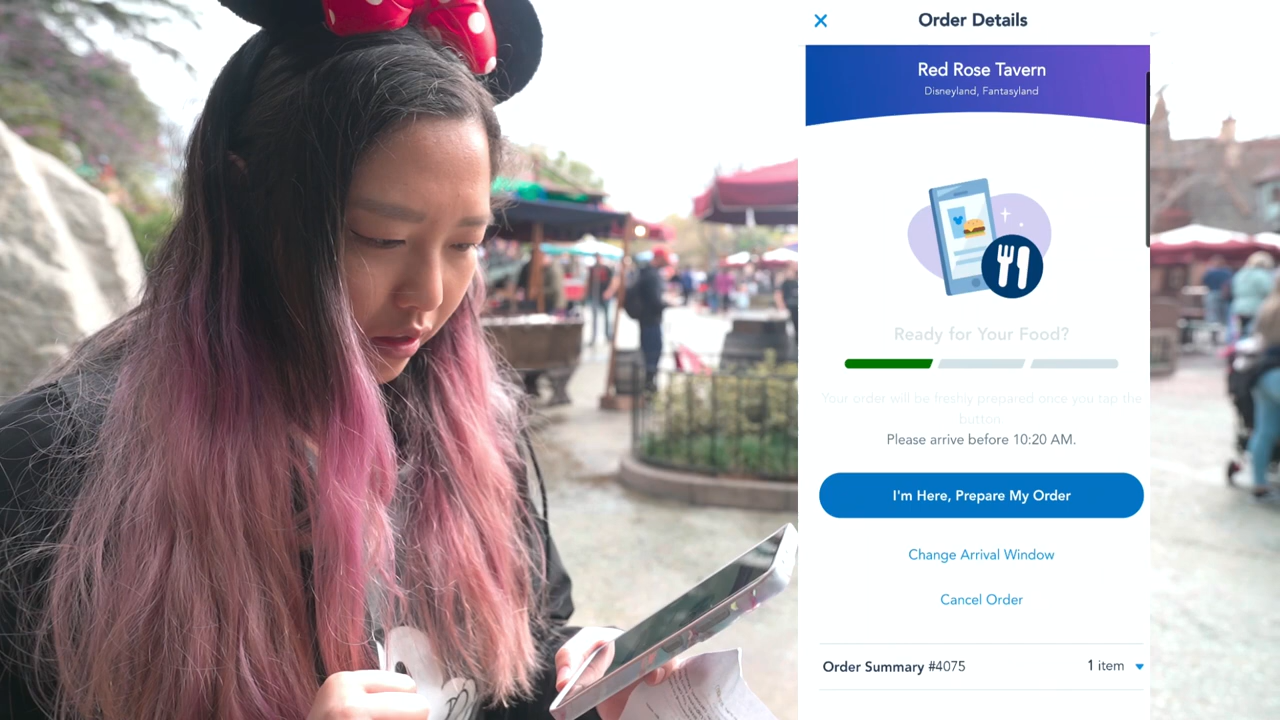 Order Details
Red Rose Tavern
Disneyland, Fantasyland
Ready for Your Food?
Your order will be freshly prepared once you tap the
button.
Please arrive before 10:20 AM.
I'm Here, Prepare My Order
Change Arrival Window
Cancel Order
Order Summary #4075
1 item